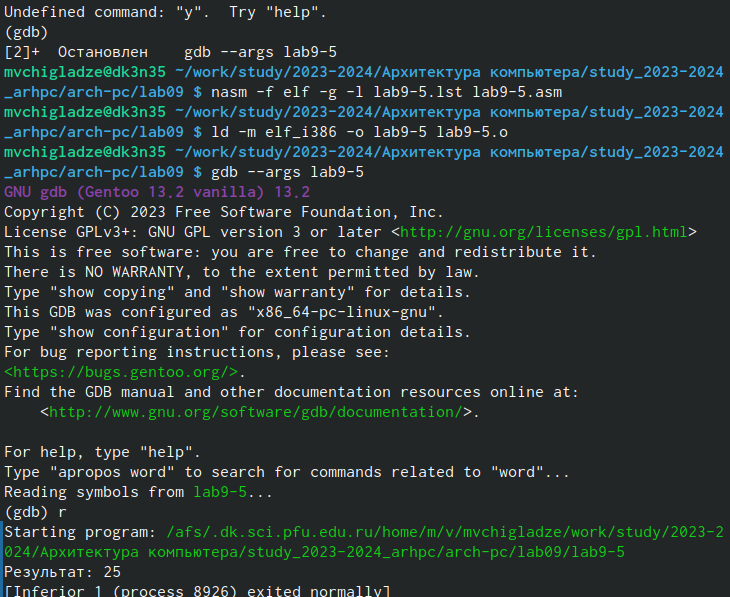 Undefined command: "y".  Try "help".
(gdb)
[2]+  Остановлен    gdb --args lab9-5
mvchigladze@dk3n35 ~/work/study/2023-2024/Архитектура компьютера/study_2023-2024
_arhpc/arch-pc/lab09 $ nasm -f elf -g -l lab9-5.lst lab9-5.asm
mvchigladze@dk3n35 ~/work/study/2023-2024/Архитектура компьютера/study_2023-2024
_arhpc/arch-pc/lab09 $ ld -m elf_i386 -o lab9-5 lab9-5.o
mvchigladze@dk3n35 ~/work/study/2023-2024/Архитектура компьютера/study_2023-2024
_arhpc/arch-pc/lab09 $ gdb --args lab9-5
GNU gdb (Gentoo 13.2 vanilla) 13.2
Copyright (C) 2023 Free Software Foundation, Inc.
License GPLv3+: GNU GPL version 3 or later <http://gnu.org/licenses/gpl.html>
This is free software: you are free to change and redistribute it.
There is NO WARRANTY, to the extent permitted by law.
Type "show copying" and "show warranty" for details.
This GDB was configured as "x86_64-pc-linux-gnu".
Type "show configuration" for configuration details.
For bug reporting instructions, please see:
<https://bugs.gentoo.org/>.
Find the GDB manual and other documentation resources online at:
    <http://www.gnu.org/software/gdb/documentation/>.

For help, type "help".
Type "apropos word" to search for commands related to "word"...
Reading symbols from lab9-5...
(gdb) r
Starting program: /afs/.dk.sci.pfu.edu.ru/home/m/v/mvchigladze/work/study/2023-2
024/Архитектура компьютера/study_2023-2024_arhpc/arch-pc/lab09/lab9-5
Результат: 25
[Inferior 1 (process 8926) exited normally]